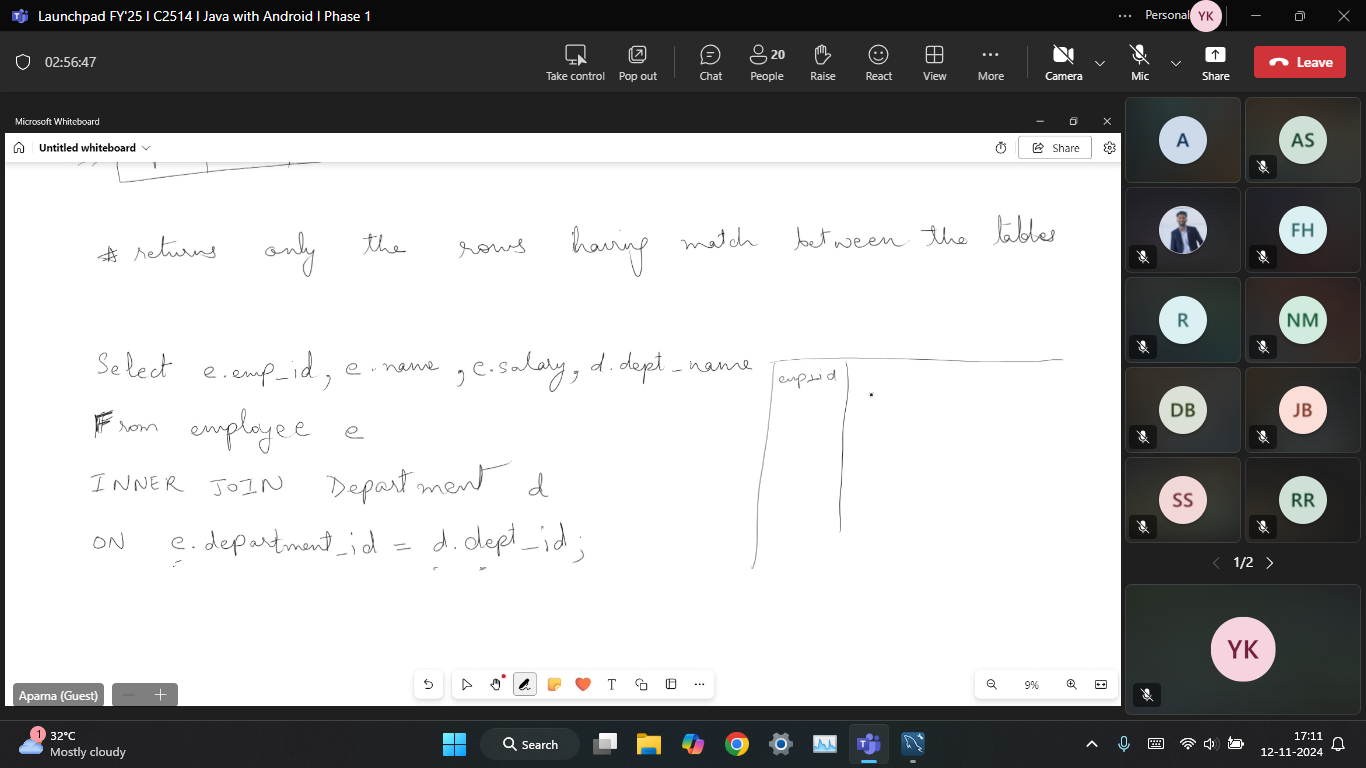 Launchpad FY'25 | C2514 | Java with Android | Phase 1
Personal
YK
02:56:47
Take control
Pop out
Chat
20
People
Raise
React
View
More
Camera
Mic
Share
Leave
Microsoft Whiteboard
Untitled whiteboard
Share
* returns only the rows having match between the tables
Select e.emp_id, e.name, e.salary, d.dept_name
From employee e
INNER JOIN Department d
ON e.department_id = d.dept_id;
Aparna (Guest)
9%
A
AS
FH
R
NM
DB
JB
SS
RR
1/2
YK
1
32°C
Mostly cloudy
Search
17:11
12-11-2024